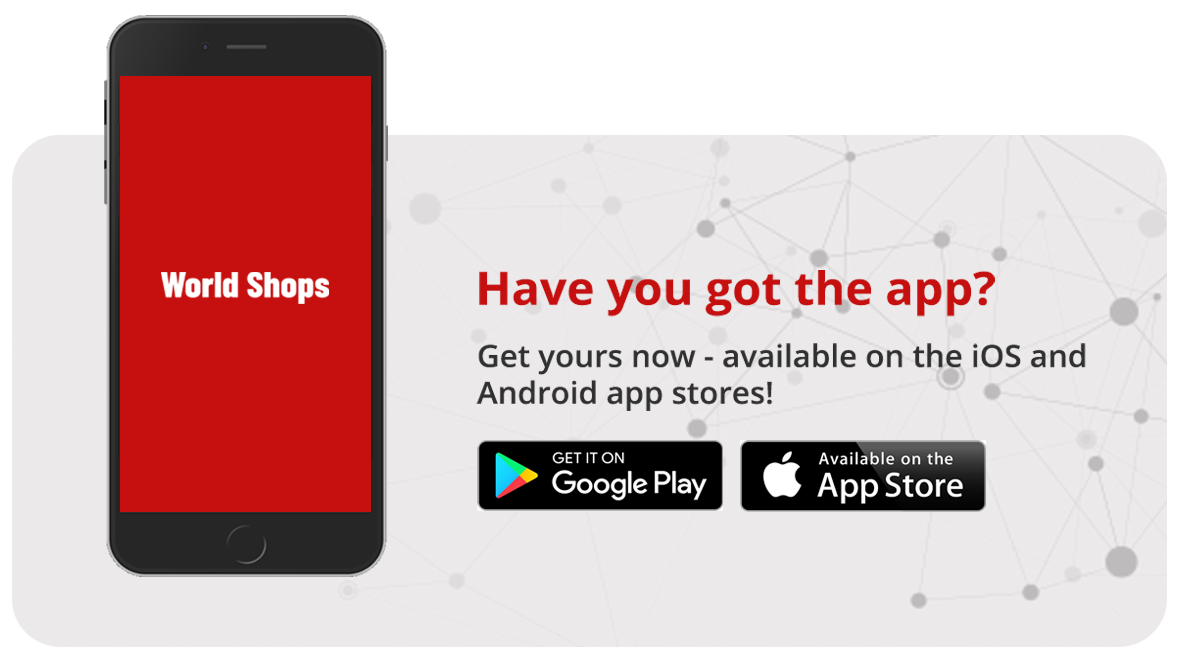 World Shops
Have you got the app?
Get yours now - available on the iOS and
Android app stores!
GET IT ON
Google Play
Available on the
App Store